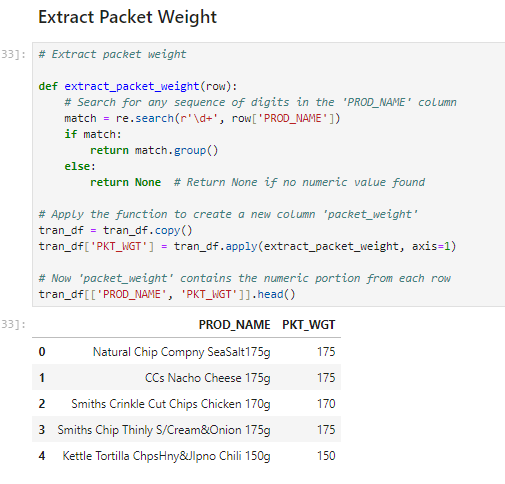 Extract Packet Weight
33]:
# Extract packet weight
def extract_packet_weight(row):
# Search for any sequence of digits in the 'PROD_NAME' column
match = re.search(r'\d+', row['PROD_NAME'])
if match:
return match.group()
else:
return None  # Return None if no numeric value found
# Apply the function to create a new column 'packet_weight'
tran_df = tran_df.copy()
tran_df['PKT_WGT'] = tran_df.apply(extract_packet_weight, axis=1)
# Now 'packet_weight' contains the numeric portion from each row
tran_df[['PROD_NAME', 'PKT_WGT']].head()
33]:
PROD_NAME PKT_WGT
0 Natural Chip Compny SeaSalt175g 175
1 CCs Nacho Cheese 175g 175
2 Smiths Crinkle Cut Chips Chicken 170g 170
3 Smiths Chip Thinly S/Cream&Onion 175g 175
4 Kettle Tortilla ChpsHny&Jlpno Chili 150g 150